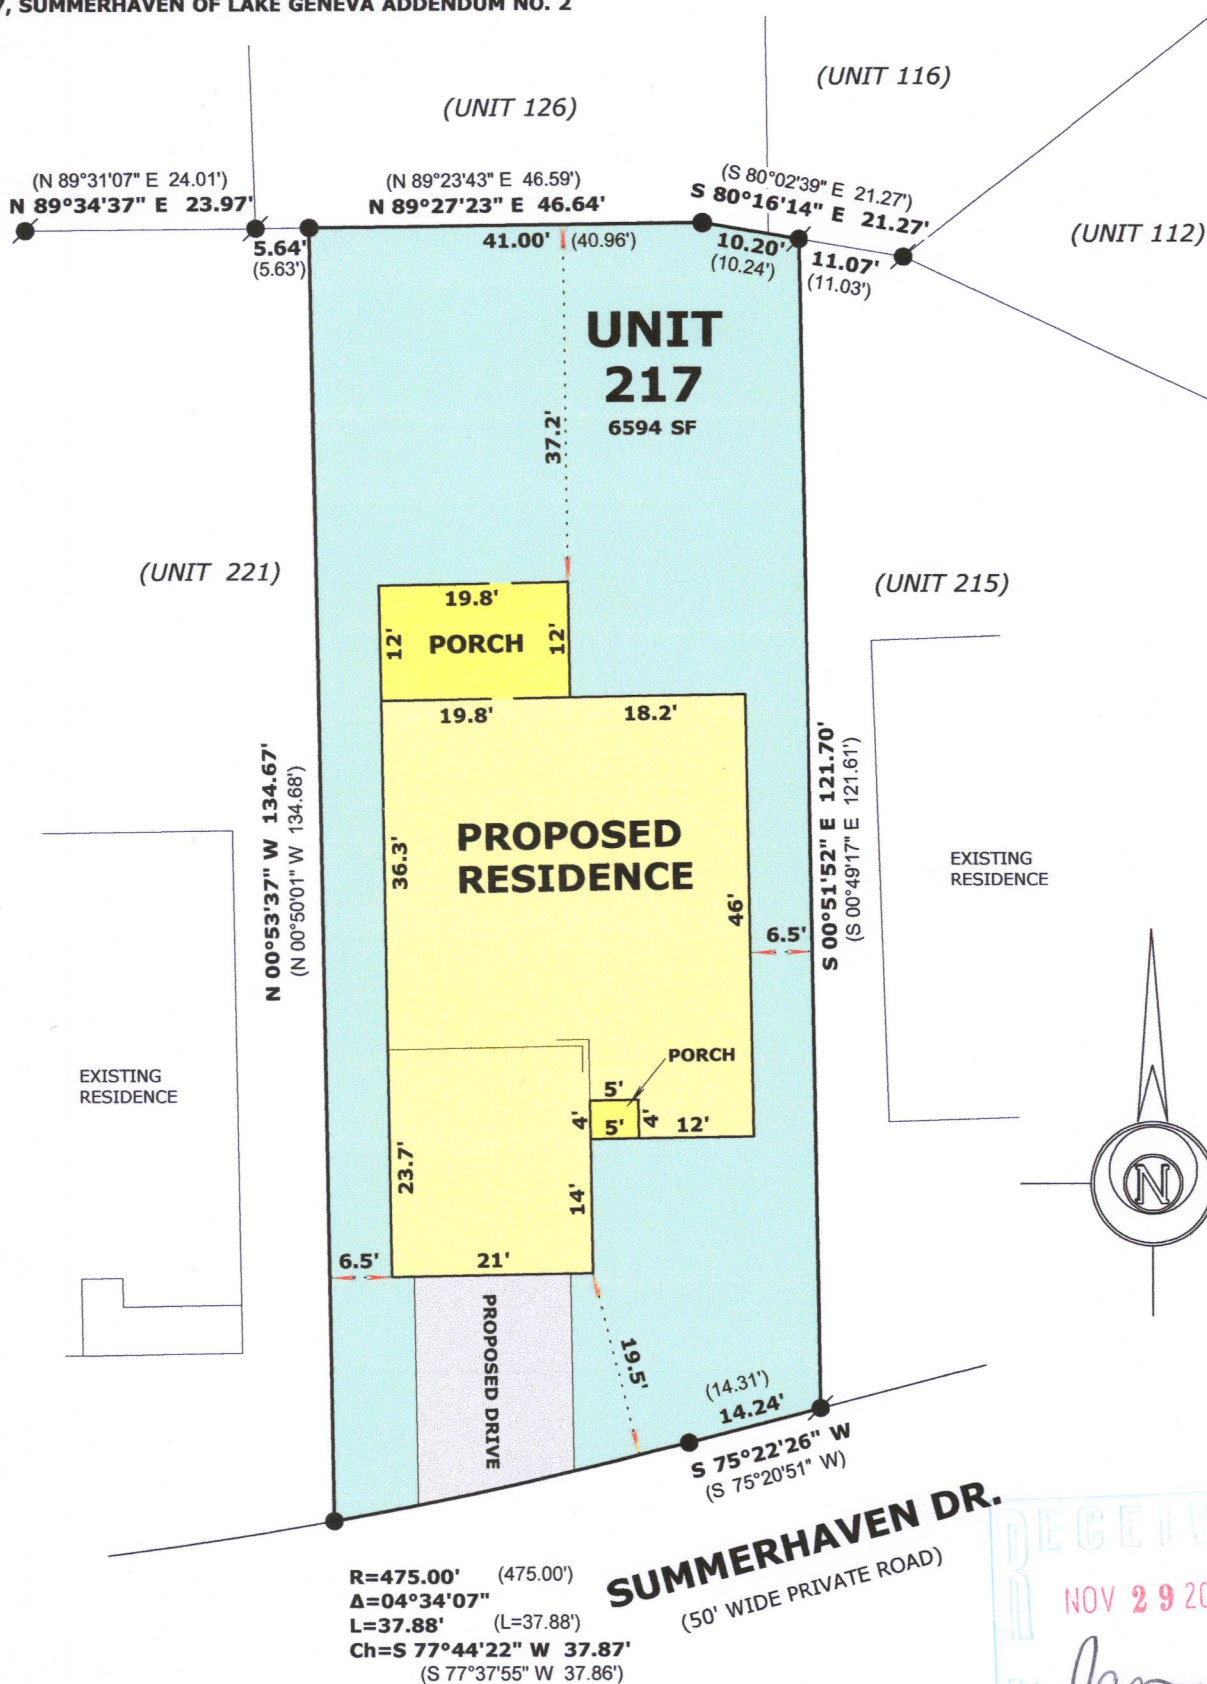 , SUMMERHAVEN OF LAKE GENEVA ADDENDUM NO. 2
(UNIT 116)
(UNIT 126)
(N 89°31'07" E 24.01')
N 89°34'37" E 23.97'
(N 89°23'43" E 46.59')
N 89°27'23" E 46.64'
(S 80°02'39" E 21.27')
S 80°16'14" E 21.27'
(UNIT 112)
5.64'
(5.63')
41.00' (40.96')
10.20'
(10.24')
11.07'
(11.03')
UNIT
217
6594 SF
37.2'
(UNIT 221)
(UNIT 215)
19.8'
12'
PORCH
12'
19.8'
18.2'
N 00°53'37" W 134.67'
(N 00°50'01" W 134.68')
36.3'
PROPOSED
RESIDENCE
46'
6.5'
S 00°51'52" E 121.70'
(S 00°49'17" E 121.61')
EXISTING
RESIDENCE
EXISTING
RESIDENCE
PORCH
5'
4'
5'
4'
12'
23.7'
14'
N
6.5'
21'
PROPOSED DRIVE
19.5'
(14.31')
14.24'
S 75°22'26" W
(S 75°20'51" W)
SUMMERHAVEN DR.
(50' WIDE PRIVATE ROAD)
R=475.00' (475.00')
Δ=04°34'07"
L=37.88' (L=37.88')
Ch=S 77°44'22" W 37.87'
(S 77°37'55" W 37.86')
RECEIV
NOV 29 20